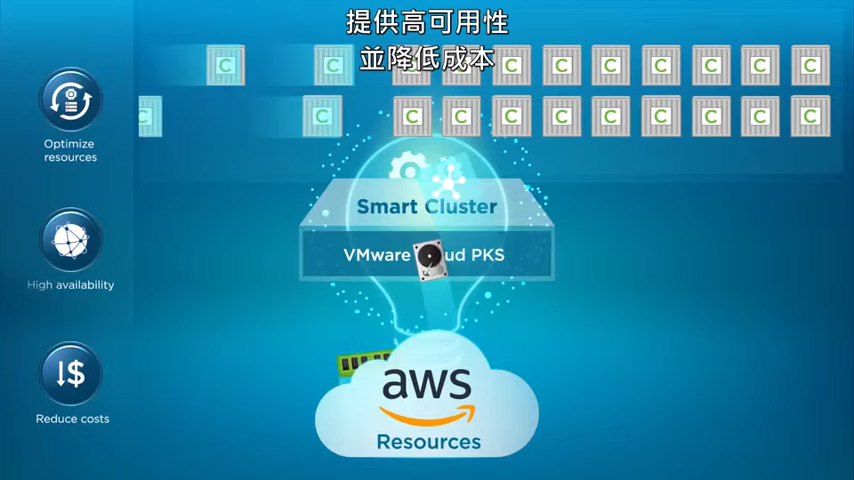 提供高可用性
並降低成本
C C C C C C C C C C C
C C C C C C C C C C C
Optimize
resources
High availability
$
Reduce costs
Smart Cluster
VMware ud PKS
aws
Resources